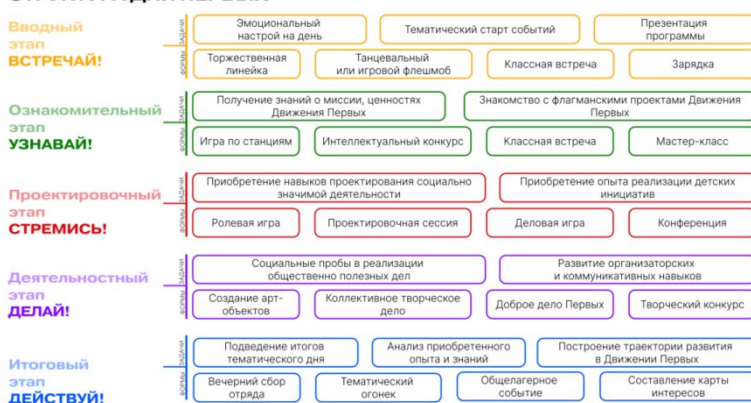 Вводный
этап
ВСТРЕЧАЙ!
ЗАДАЧИ
Эмоциональный
настрой на день
Тематический старт событий
Презентация
программы
ФОРМЫ
Торжественная
линейка
Танцевальный
или игровой флешмоб
Классная встреча
Зарядка
Ознакомительный
этап
УЗНАВАЙ!
ЗАДАЧИ
Получение знаний о миссии, ценностях
Движения Первых
Знакомство с флагманскими проектами Движения
Первых
ФОРМЫ
Игра по станциям
Интеллектуальный конкурс
Классная встреча
Мастер-класс
Проектировочный
этап
СТРЕМИСЬ!
ЗАДАЧИ
Приобретение навыков проектирования социально
значимой деятельности
Приобретение опыта реализации детских
инициатив
ФОРМЫ
Ролевая игра
Проектировочная сессия
Деловая игра
Конференция
Деятельностный
этап
ДЕЛАЙ!
ЗАДАЧИ
Социальные пробы в реализации
общественно полезных дел
Развитие организаторских
и коммуникативных навыков
ФОРМЫ
Создание арт-
объектов
Коллективное творческое
дело
Доброе дело Первых
Творческий конкурс
Итоговый
этап
ДЕЙСТВУЙ!
ЗАДАЧИ
Подведение итогов
тематического дня
Анализ приобретенного
опыта и знаний
Построение траектории развития
в Движении Первых
ФОРМЫ
Вечерний сбор
отряда
Тематический
огонек
Общелагерное
событие
Составление карты
интересов